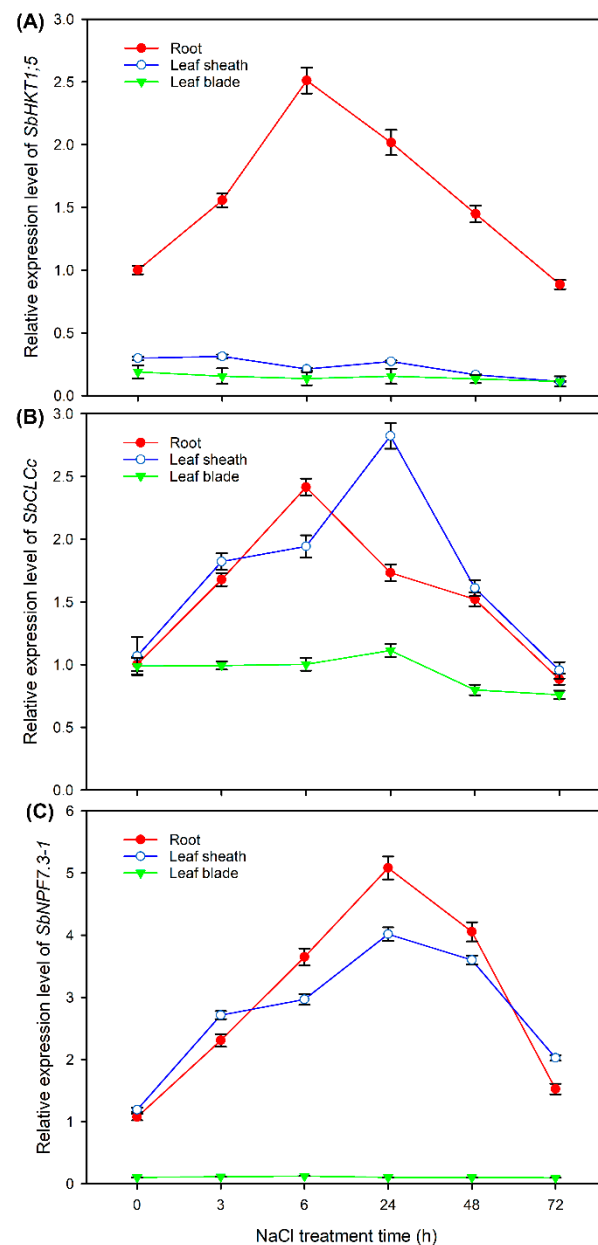 (A)
3.0
2.5
2.0
1.5
1.0
0.5
0.0
Relative expression level of SbHKT1;5
Root
Leaf sheath
Leaf blade
(B)
3.0
2.5
2.0
1.5
1.0
0.5
0.0
Relative expression level of SbCLCc
Root
Leaf sheath
Leaf blade
(C)
6
5
4
3
2
1
0
Relative expression level of SbNPF7.3-1
Root
Leaf sheath
Leaf blade
0 3 6 24 48 72
NaCl treatment time (h)